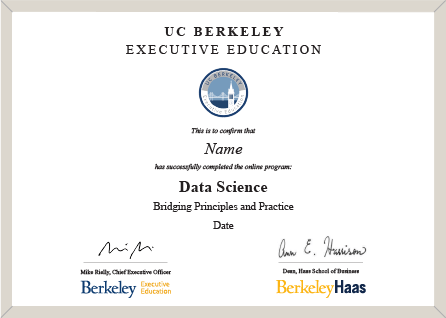 UC BERKELEY
EXECUTIVE EDUCATION
UC BERKELEY
EXECUTIVE EDUCATION
This is to confirm that
Name
has successfully completed the online program:
Data Science
Bridging Principles and Practice
Date
Ann E. Harrison
Mike Rielly, Chief Executive Officer
Dean, Haas School of Business
Berkeley Executive Education
BerkeleyHaas